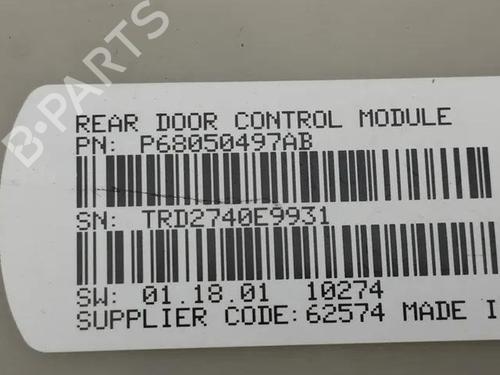 REAR DOOR CONTROL MODULE
PN: P68050497AB
SN: TRD2740E9931
SW: 01.18.01 10274
SUPPLIER CODE: 62574 MADE I
B-PARTS